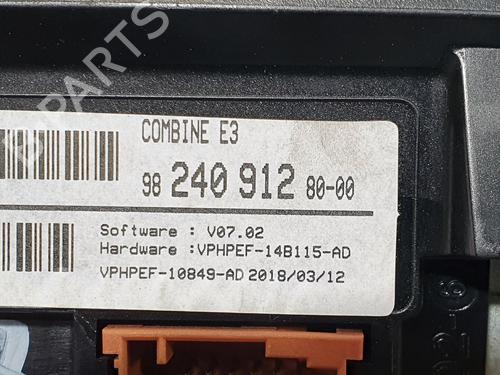 B-PARTS
COMBINE E3
98 240 912 80-00
Software : V07.02
Hardware :VPHPEF-14B115-AD
VPHPEF-10849-AD 2018/03/12